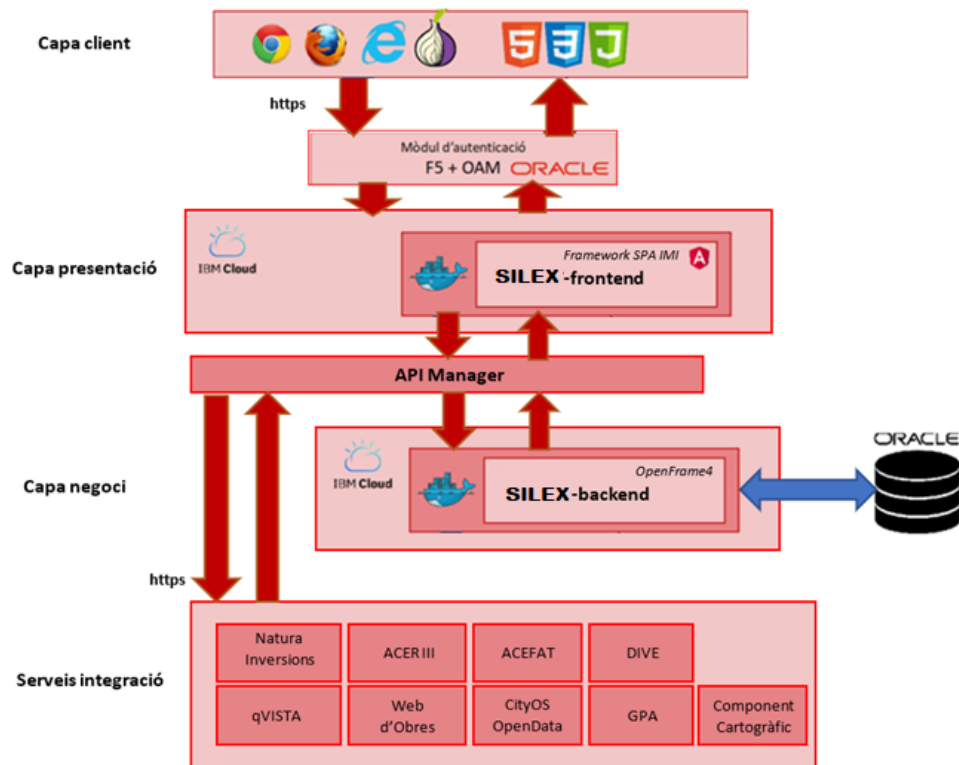 Capa client
5 3 J
https
Mòdul d'autenticació
F5 + OAM ORACLE
Capa presentació
IBM Cloud
Framework SPA IMI A
SILEX-frontend
API Manager
ORACLE
Capa negoci
IBM Cloud
OpenFrame4
SILEX-backend
https
Serveis integració
Natura
Inversions
ACER III
ACEFAT
DIVE
qVISTA
Web
d'Obres
CityOS
OpenData
GPA
Component
Cartogràfic